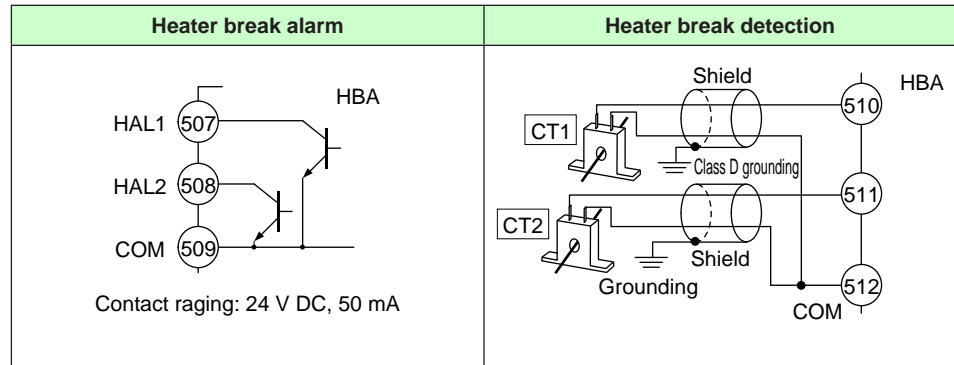 Heater break alarm
Heater break detection
HBA
HAL1 507
HAL2 508
COM 509
Contact raging: 24 V DC, 50 mA
Shield
HBA
510
CT1
Class D grounding
511
CT2
Shield
Grounding
512
COM